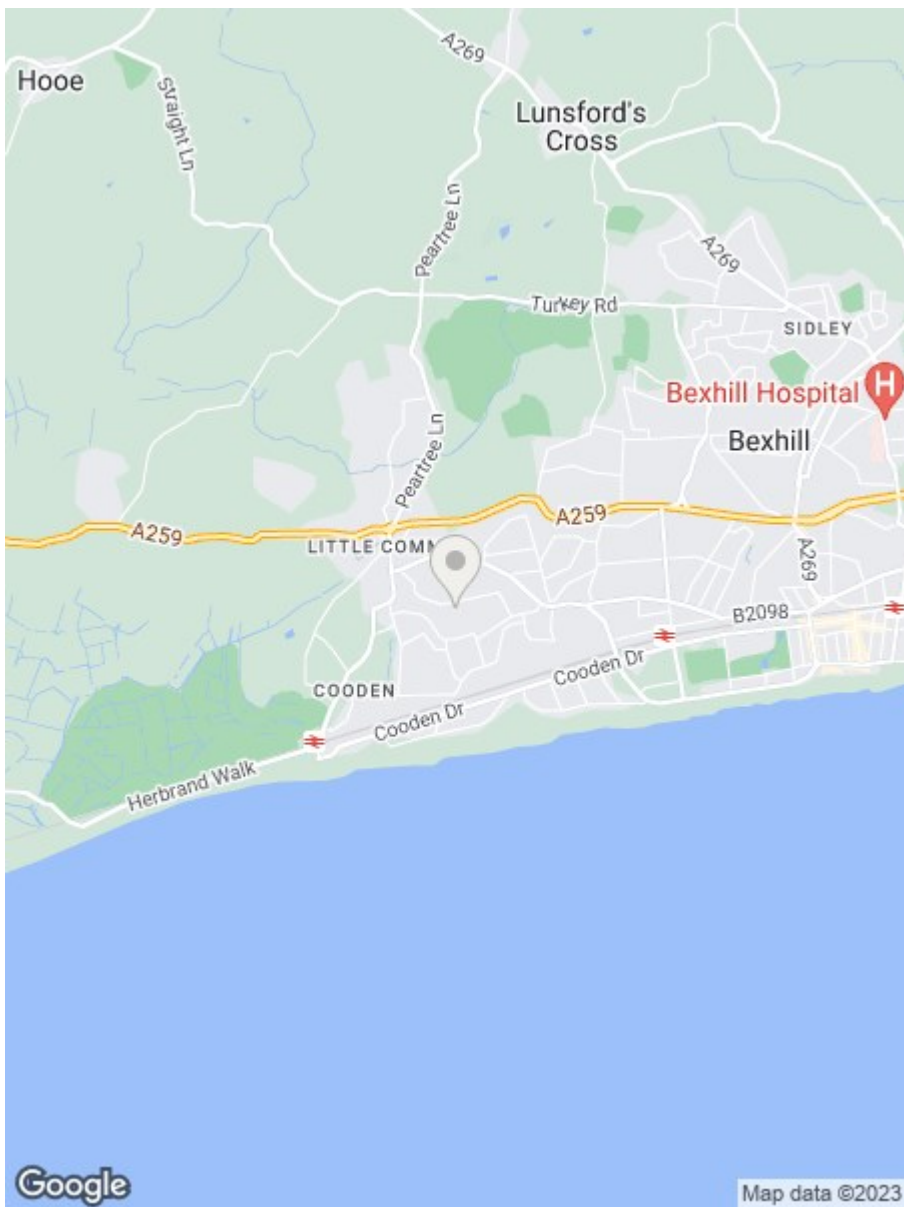 A269
Hooe
Straight Ln
Lunsford's
Cross
Peartree Ln
A269
Turkey Rd
SIDLEY
Bexhill Hospital
H
Bexhill
Peartree Ln
A259
A259
LITTLE COMM
A269
B2098
Cooden Dr
COODEN
Cooden Dr
Herbrand Walk
Google
Map data ©2023